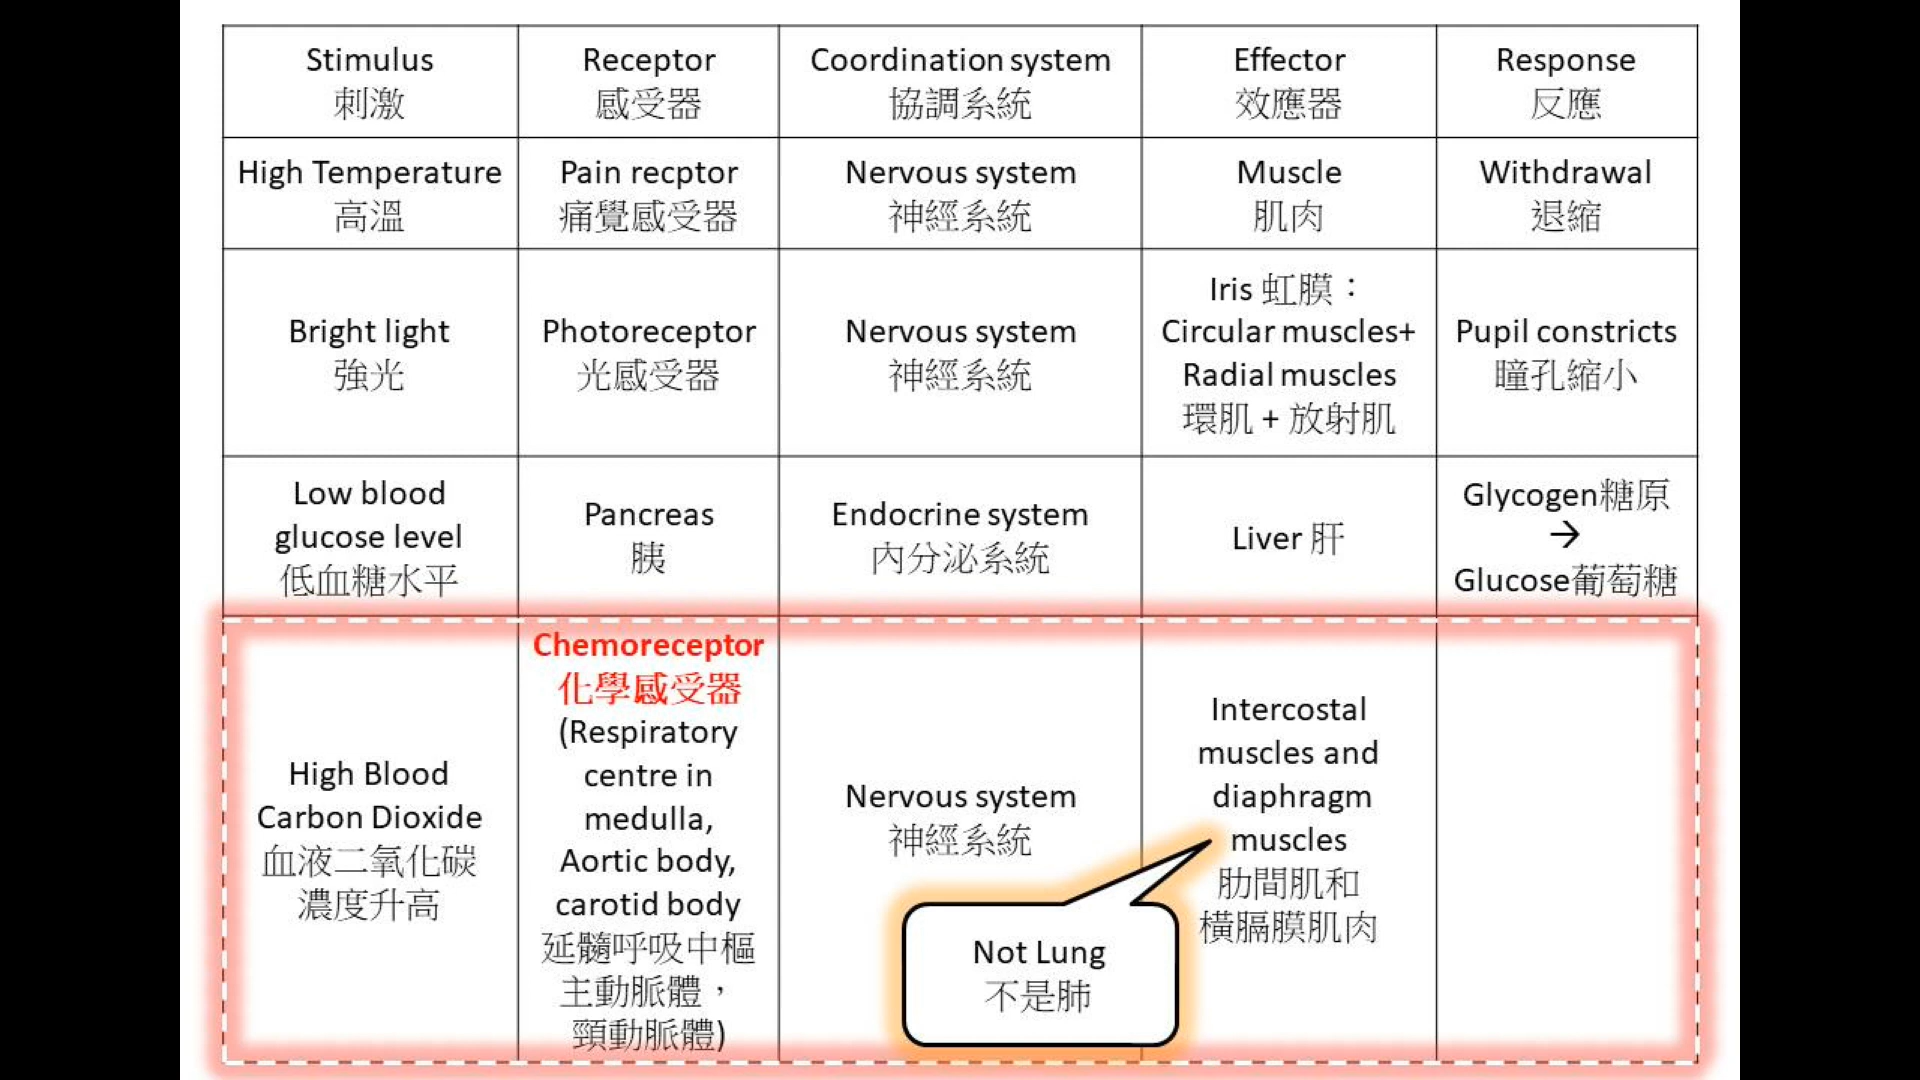 Stimulus
刺激
Receptor
感受器
Coordination system
協調系統
Effector
效應器
Response
反應
High Temperature
高溫
Pain recptor
痛覺感受器
Nervous system
神經系統
Muscle
肌肉
Withdrawal
退縮
Bright light
強光
Photoreceptor
光感受器
Nervous system
神經系統
Iris 虹膜：
Circular muscles+
Radial muscles
環肌 + 放射肌
Pupil constricts
瞳孔縮小
Low blood
glucose level
低血糖水平
Pancreas
胰
Endocrine system
內分泌系統
Liver 肝
Glycogen糖原
→
Glucose葡萄糖
High Blood
Carbon Dioxide
血液二氧化碳
濃度升高
Chemoreceptor
化學感受器
(Respiratory
centre in
medulla,
Aortic body,
carotid body
延髓呼吸中樞
主動脈體，
頸動脈體)
Nervous system
神經系統
Intercostal
muscles and
diaphragm
muscles
肋間肌和
橫膈膜肌肉
Not Lung
不是肺